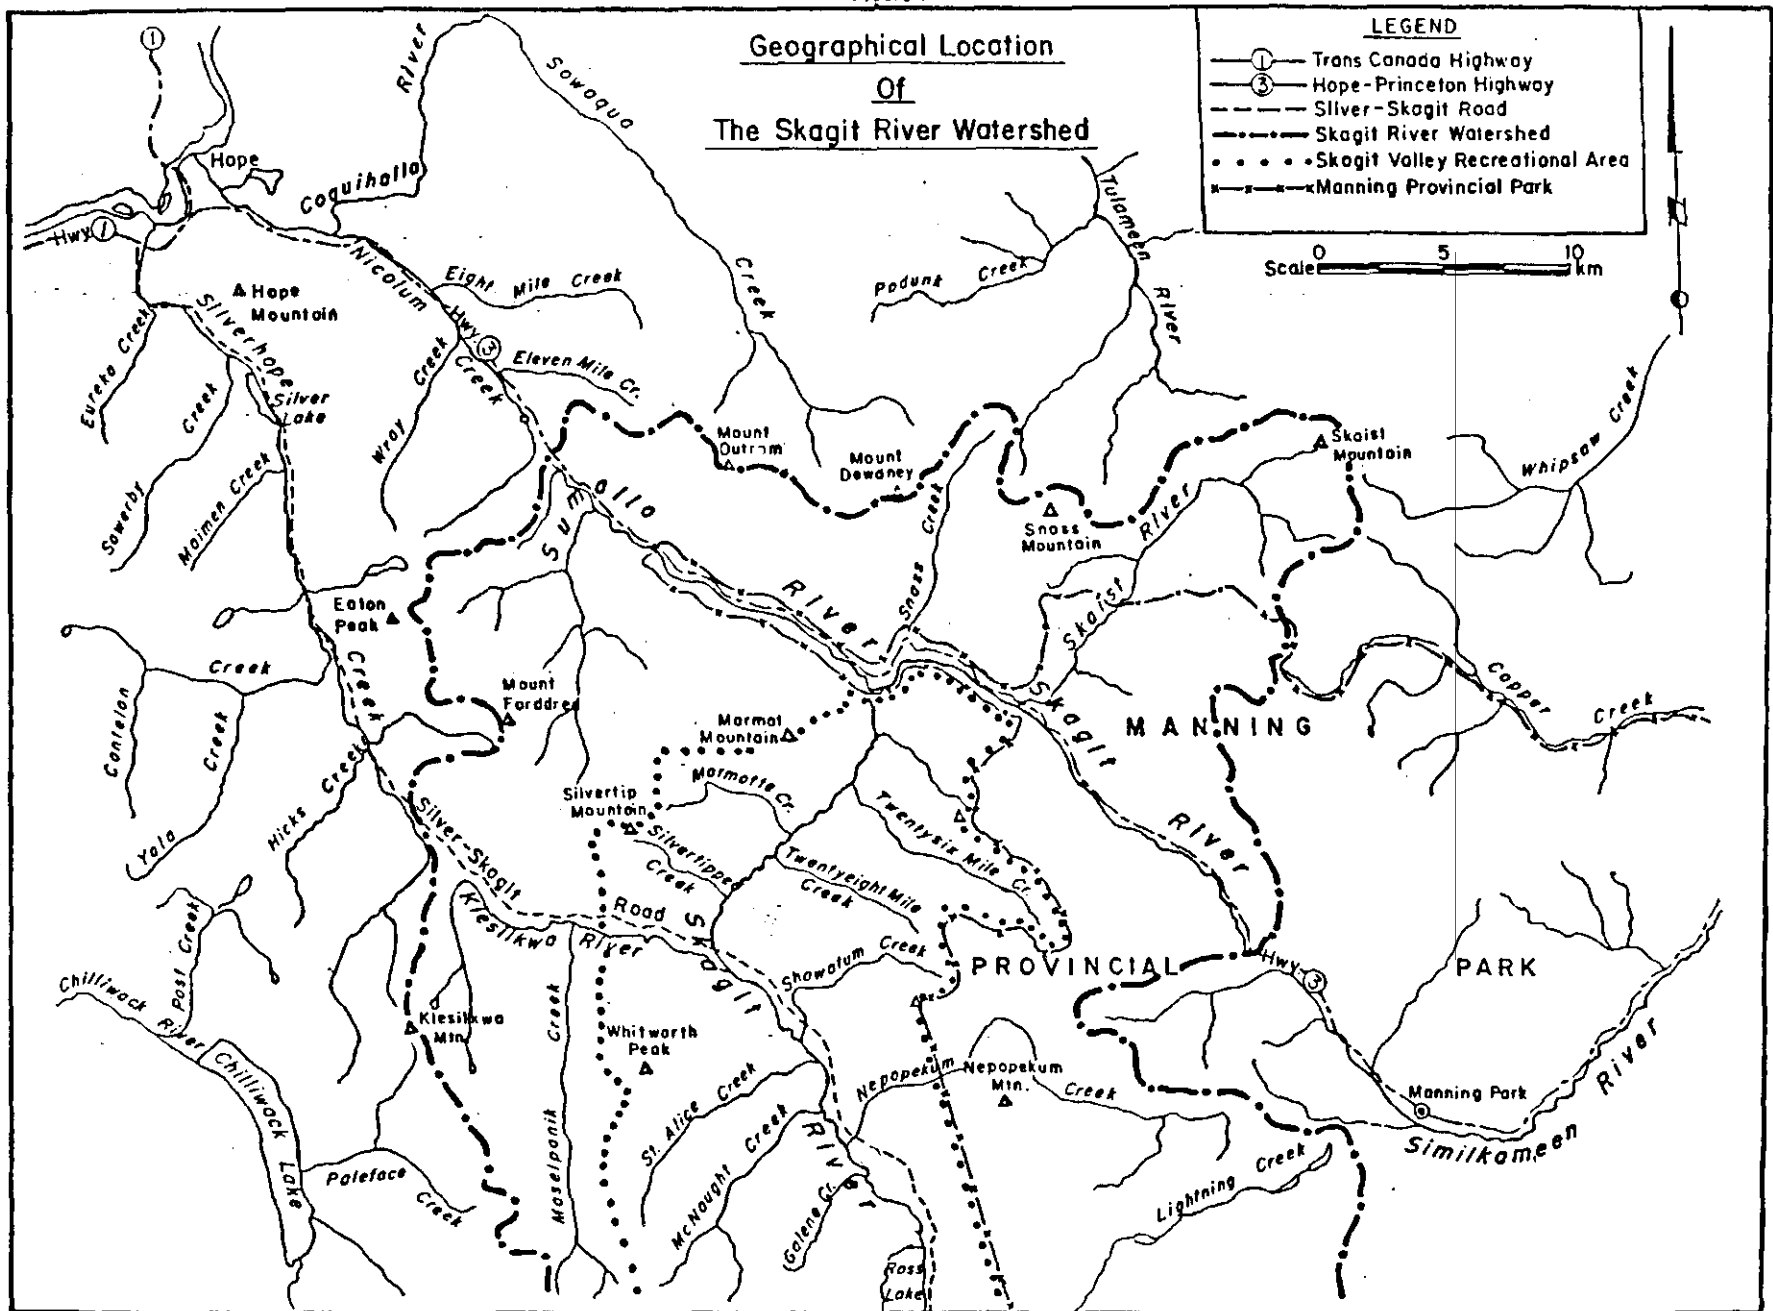 Geographical Location
Of
The Skagit River Watershed
LEGEND
1 Trans Canada Highway
3 Hope-Princeton Highway
Silver-Skagit Road
Skagit River Watershed
Skagit Valley Recreational Area
Manning Provincial Park
0 5 10
Scale km
1
Hope
Coquihalla River
Sowaqua Creek
Hwy 1
Nicolum Creek
Eight Mile Creek
Hwy 3
Eleven Mile Cr.
Podunk Creek
Tulameen River
Hope
Mountain
Silverhope Creek
Eureka Creek
Silver
Lake
Wray Creek
Sowerby Creek
Maimen Creek
Mount
Outram
Mount
Dewdney
Skaist
Mountain
Whipsaw Creek
Snass
Mountain
Snass Creek
Skaist River
Sumallo River
Eaton
Peak
Cantelon Creek
Yola Creek
Hicks Creek
Mount
Forddred
Marmot
Mountain
Marmotte Cr.
Silvertip
Mountain
Silvertipped
Creek
Twentysix Mile Cr.
Twentyeight Mile
Creek
Skagit River
MANNING
PROVINCIAL PARK
Copper Creek
Silver-Skagit Road
Klesilkwa River
Skagit River
Post Creek
Chilliwack River
Chilliwack Lake
Klesilkwa
Mtn.
Maselpanik Creek
Whitworth
Peak
Shawatum Creek
St. Alice Creek
McNaught Creek
Nepopekum Creek
Nepopekum
Mtn.
Galene Cr.
Ross
Lake
Paleface Creek
Lightning Creek
Hwy 3
Manning Park
Similkameen River